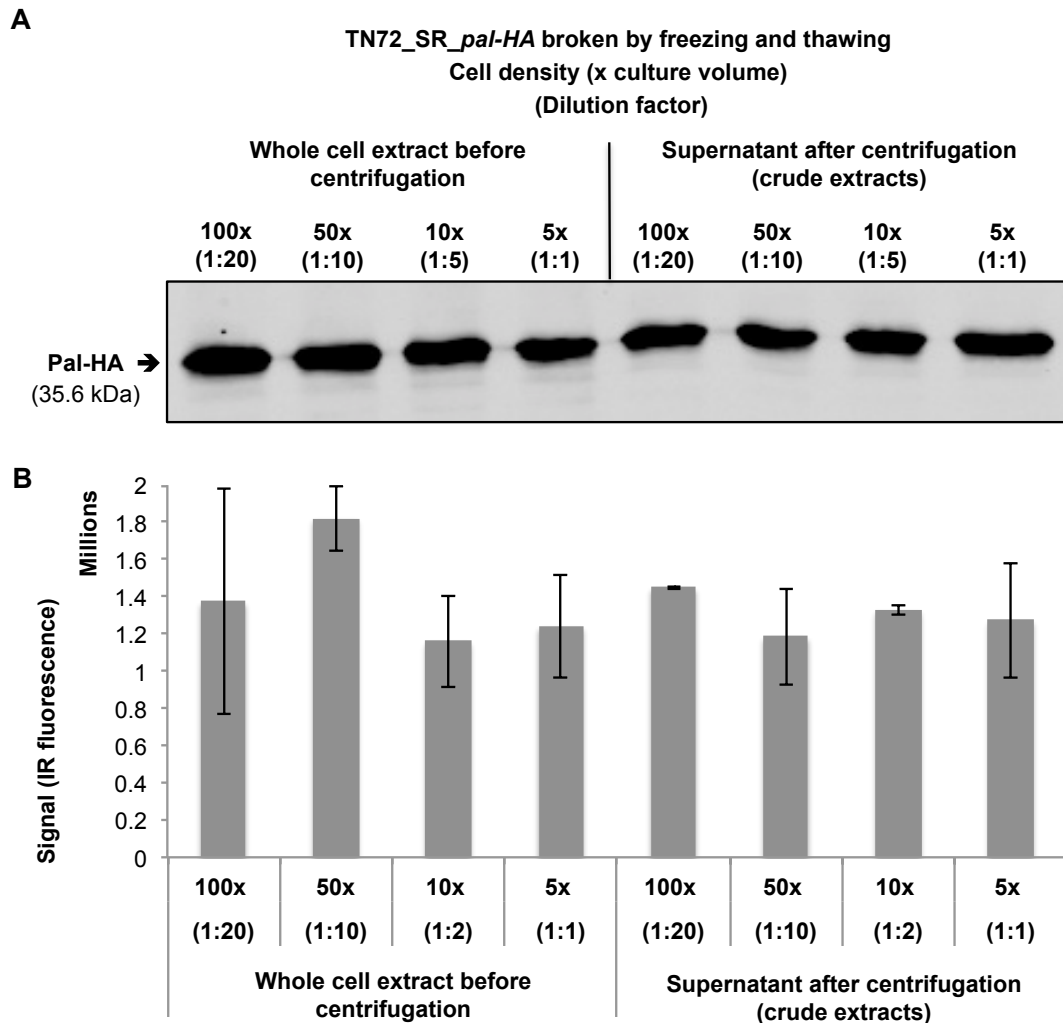 A
TN72_SR_pal-HA broken by freezing and thawing
Cell density (x culture volume)
(Dilution factor)
Whole cell extract before
centrifugation
Supernatant after centrifugation
(crude extracts)
100x 50x 10x 5x 100x 50x 10x 5x
(1:20) (1:10) (1:5) (1:1) (1:20) (1:10) (1:5) (1:1)
Pal-HA ➔
(35.6 kDa)
B
Signal (IR fluorescence)
Millions
2
1.8
1.6
1.4
1.2
1
0.8
0.6
0.4
0.2
0
100x 50x 10x 5x 100x 50x 10x 5x
(1:20) (1:10) (1:2) (1:1) (1:20) (1:10) (1:2) (1:1)
Whole cell extract before
centrifugation
Supernatant after centrifugation
(crude extracts)